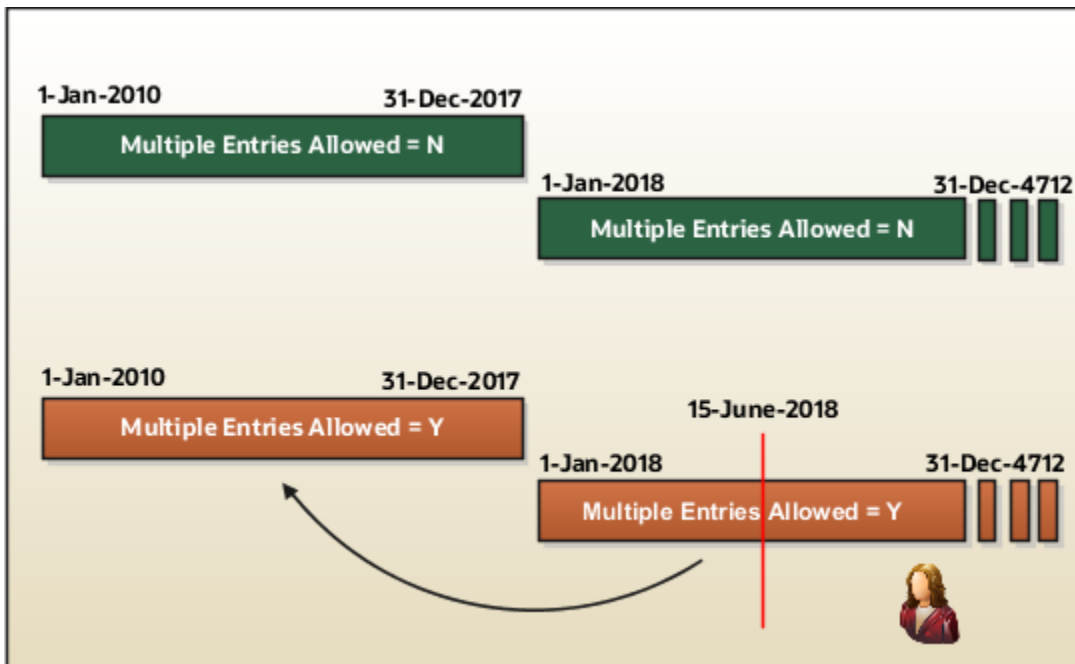 1-Jan-2010 31-Dec-2017
Multiple Entries Allowed = N
1-Jan-2018 31-Dec-4712
Multiple Entries Allowed = N
1-Jan-2010 31-Dec-2017
Multiple Entries Allowed = Y
15-June-2018
1-Jan-2018 31-Dec-4712
Multiple Entries Allowed = Y